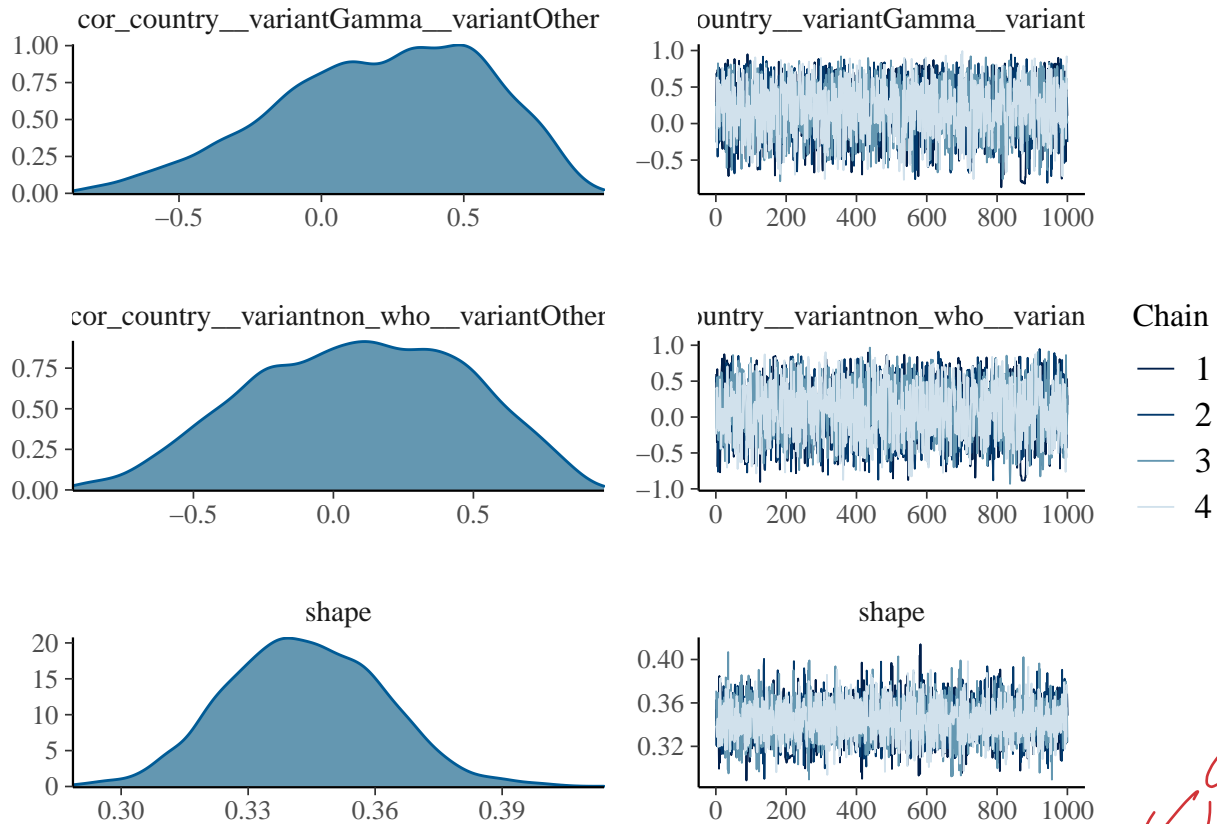 cor_country__variantGamma__variantOther
1.00
0.75
0.50
0.25
0.00
−0.5 0.0 0.5
ountry__variantGamma__variant
1.0
0.5
0.0
−0.5
0 200 400 600 800 1000
cor_country__variantnon_who__variantOther
0.75
0.50
0.25
0.00
−0.5 0.0 0.5
ountry__variantnon_who__varian
1.0
0.5
0.0
−0.5
−1.0
0 200 400 600 800 1000
Chain
1
2
3
4
shape
20
15
10
5
0
0.30 0.33 0.36 0.39
shape
0.40
0.36
0.32
0 200 400 600 800 1000